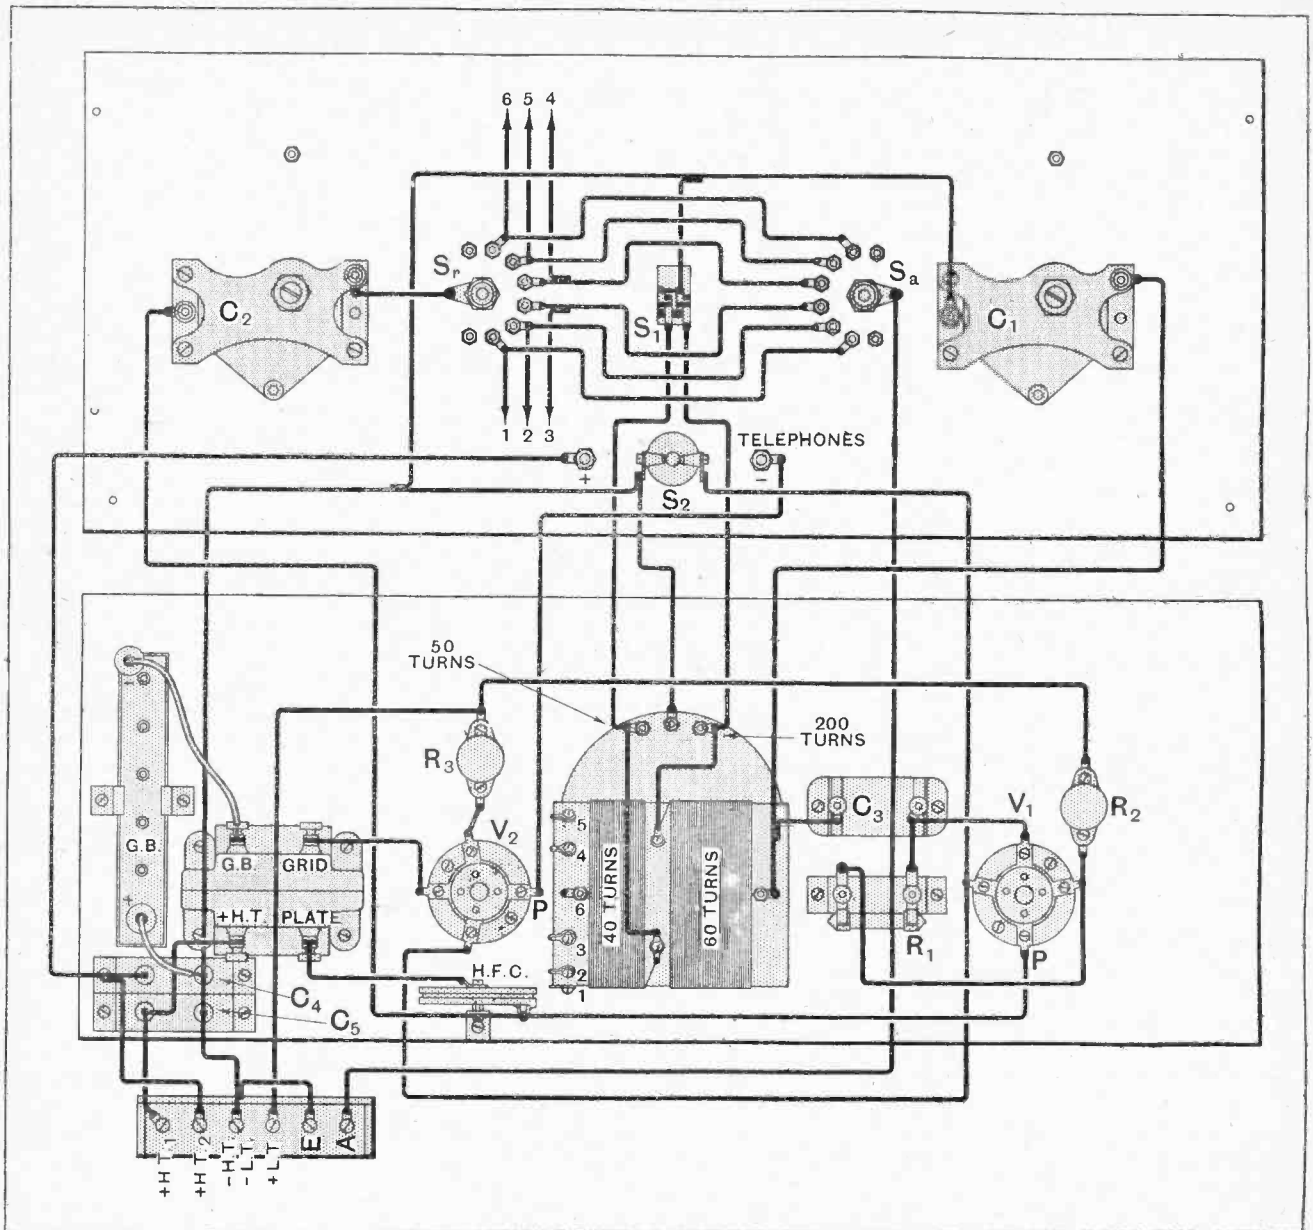 6 5 4
Sr
Sa
C2
S1
C1
1 2 3
TELEPHONES
+
-
S2
50
TURNS
200
TURNS
-
R3
C3
V1
R2
V2
5
G.B.
G.B.
GRID
4
40 TURNS
60 TURNS
6
P
+
+H.T.
PLATE
R1
3
P
H.F.C.
2
C4
1
C5
+H.T.1
+H.T.2
-H.T.
-L.T.
+L.T.
E
A